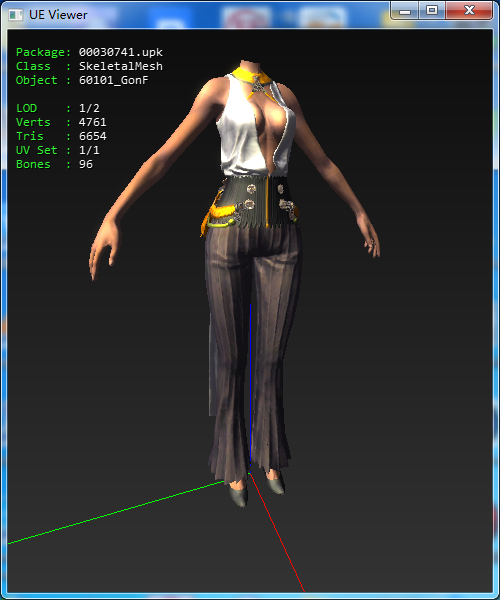 UE Viewer
Package: 00030741.upk
Class : SkeletalMesh
Object : 60101_GonF
LOD : 1/2
Verts : 4761
Tris : 6654
UV Set : 1/1
Bones : 96